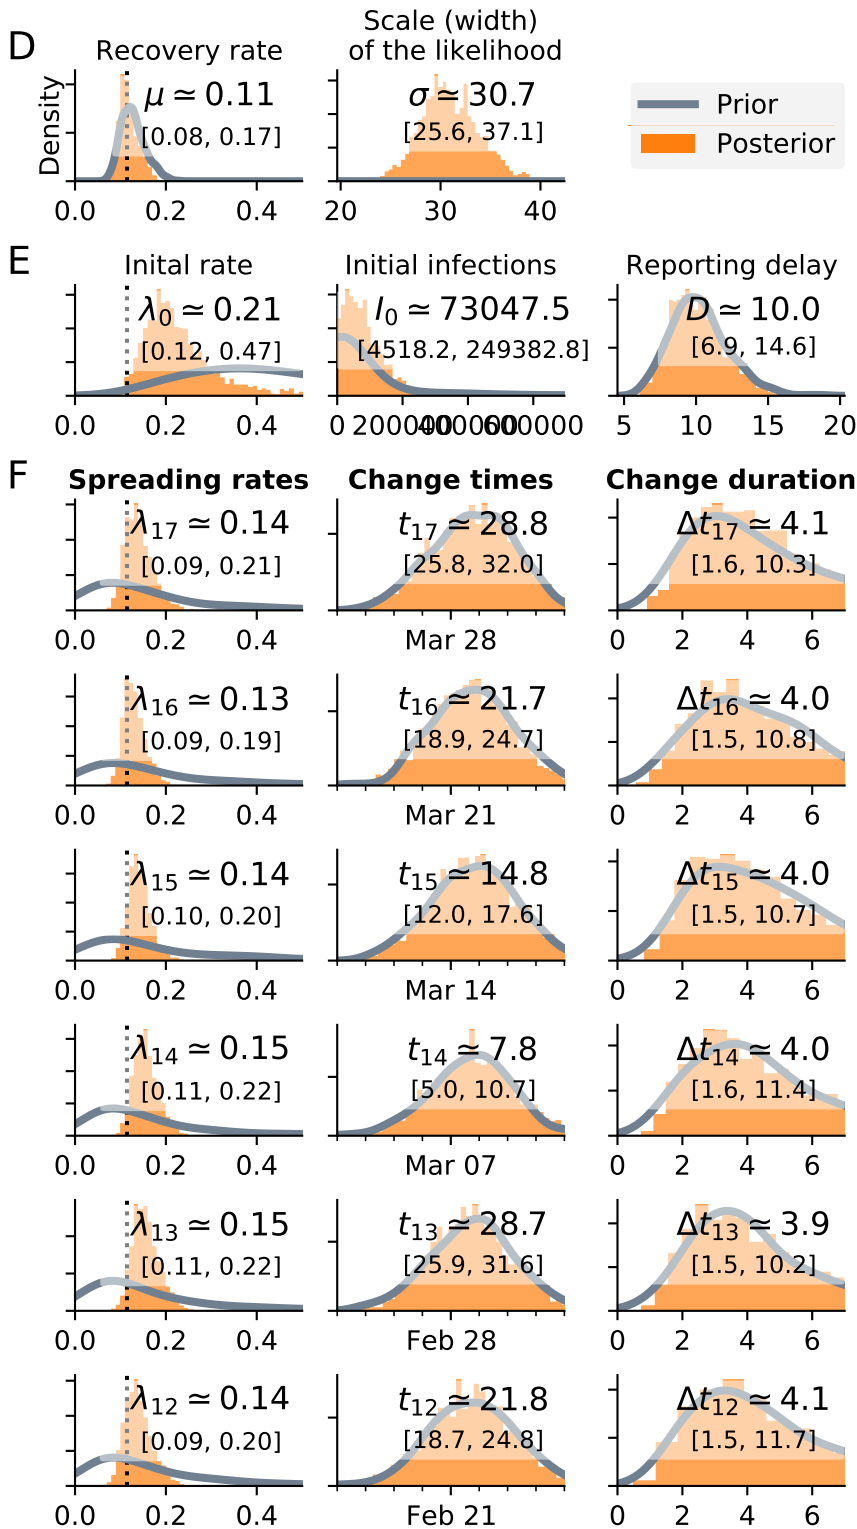 D
Recovery rate
Scale (width)
of the likelihood
Density
μ ≃ 0.11
[0.08, 0.17]
σ ≃ 30.7
[25.6, 37.1]
Prior
Posterior
0.0 0.2 0.4
20 30 40
E
Inital rate
Initial infections
Reporting delay
λ0 ≃ 0.21
[0.12, 0.47]
I0 ≃ 73047.5
[4518.2, 249382.8]
D ≃ 10.0
[6.9, 14.6]
0.0 0.2 0.4
0 200000 400000 600000
5 10 15 20
F
Spreading rates
Change times
Change duration
λ17 ≃ 0.14
[0.09, 0.21]
t17 ≃ 28.8
[25.8, 32.0]
Δt17 ≃ 4.1
[1.6, 10.3]
0.0 0.2 0.4
Mar 28
0 2 4 6
λ16 ≃ 0.13
[0.09, 0.19]
t16 ≃ 21.7
[18.9, 24.7]
Δt16 ≃ 4.0
[1.5, 10.8]
0.0 0.2 0.4
Mar 21
0 2 4 6
λ15 ≃ 0.14
[0.10, 0.20]
t15 ≃ 14.8
[12.0, 17.6]
Δt15 ≃ 4.0
[1.5, 10.7]
0.0 0.2 0.4
Mar 14
0 2 4 6
λ14 ≃ 0.15
[0.11, 0.22]
t14 ≃ 7.8
[5.0, 10.7]
Δt14 ≃ 4.0
[1.6, 11.4]
0.0 0.2 0.4
Mar 07
0 2 4 6
λ13 ≃ 0.15
[0.11, 0.22]
t13 ≃ 28.7
[25.9, 31.6]
Δt13 ≃ 3.9
[1.5, 10.2]
0.0 0.2 0.4
Feb 28
0 2 4 6
λ12 ≃ 0.14
[0.09, 0.20]
t12 ≃ 21.8
[18.7, 24.8]
Δt12 ≃ 4.1
[1.5, 11.7]
0.0 0.2 0.4
Feb 21
0 2 4 6